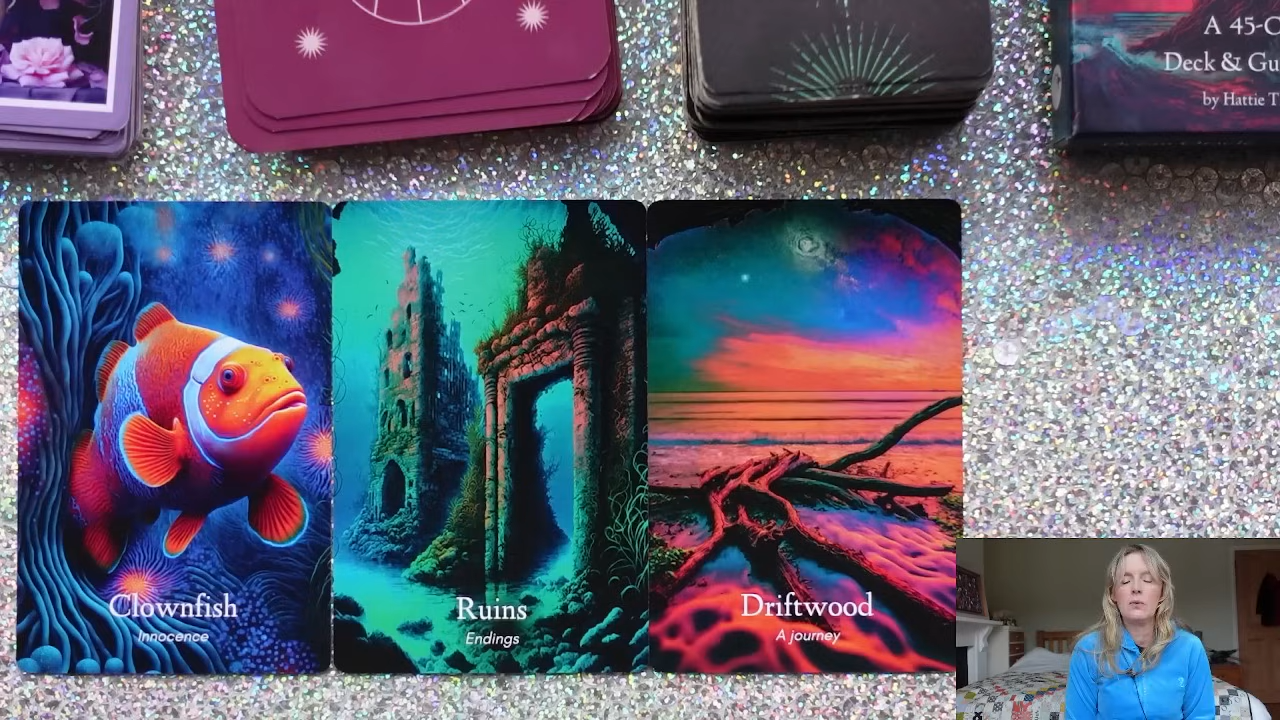 A 45-C
Deck & Gu
by Hattie T
Clownfish
Innocence
Ruins
Endings
Driftwood
A journey